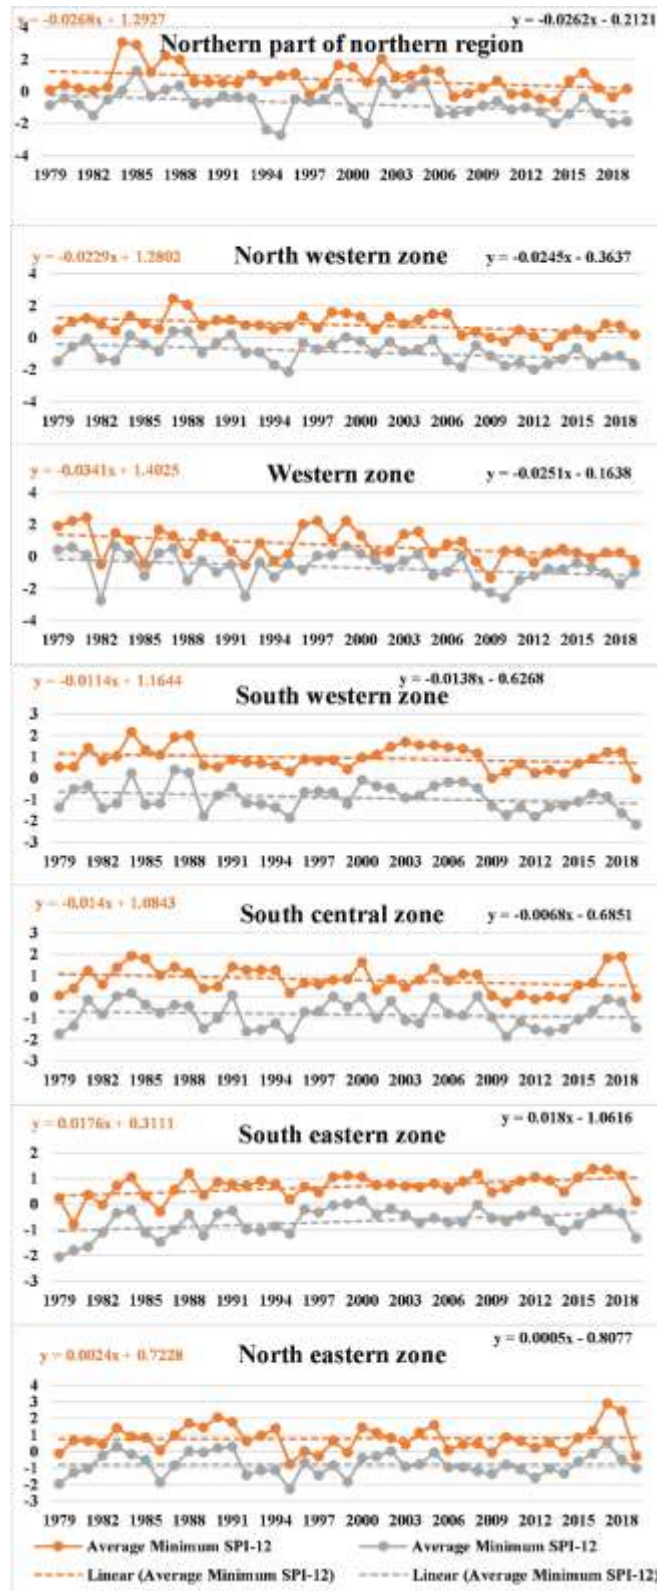 y = -0.0268x + 1.2927 y = -0.0262x - 0.2121
Northern part of northern region
4
2
0
-2
-4
1979 1982 1985 1988 1991 1994 1997 2000 2003 2006 2009 2012 2015 2018
y = -0.0229x + 1.2802 North western zone y = -0.0245x - 0.3637
4
2
0
-2
-4
1979 1982 1985 1988 1991 1994 1997 2000 2003 2006 2009 2012 2015 2018
y = -0.0341x + 1.4025 Western zone y = -0.0251x - 0.1638
4
2
0
-2
-4
1979 1982 1985 1988 1991 1994 1997 2000 2003 2006 2009 2012 2015 2018
y = -0.0114x + 1.1644 y = -0.0138x - 0.6268
South western zone
3
2
1
0
-1
-2
-3
1979 1982 1985 1988 1991 1994 1997 2000 2003 2006 2009 2012 2015 2018
y = -0.014x + 1.0843 South central zone y = -0.0068x - 0.6851
3
2
1
0
-1
-2
-3
1979 1982 1985 1988 1991 1994 1997 2000 2003 2006 2009 2012 2015 2018
y = 0.0176x + 0.3111 y = 0.018x - 1.0616
South eastern zone
2
1
0
-1
-2
-3
1979 1982 1985 1988 1991 1994 1997 2000 2003 2006 2009 2012 2015 2018
y = 0.0005x - 0.8077
y = 0.0024x + 0.7228 North eastern zone
4
3
2
1
0
-1
-2
-3
1979 1982 1985 1988 1991 1994 1997 2000 2003 2006 2009 2012 2015 2018
Average Minimum SPI-12 Average Minimum SPI-12
Linear (Average Minimum SPI-12) Linear (Average Minimum SPI-12)